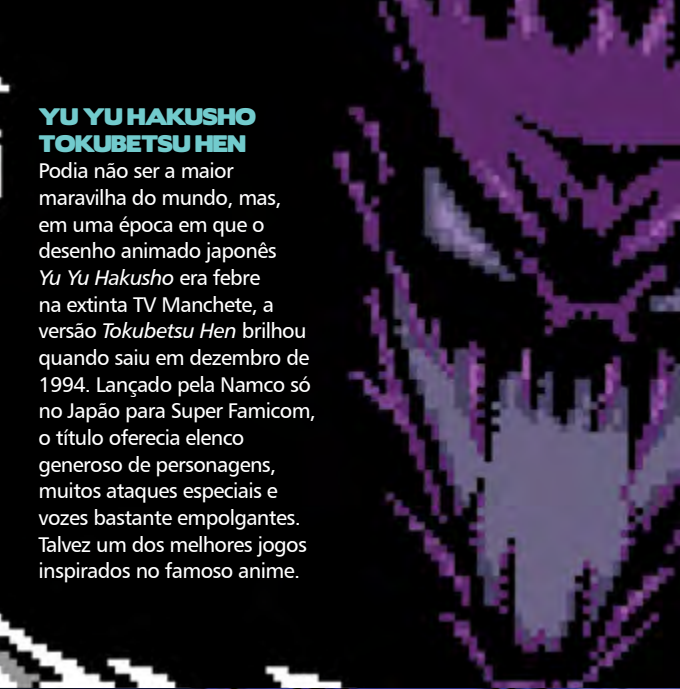 YU YU HAKUSHO
TOKUBETSU HEN
Podia não ser a maior
maravilha do mundo, mas,
em uma época em que o
desenho animado japonês
Yu Yu Hakusho era febre
na extinta TV Manchete, a
versão Tokubetsu Hen brilhou
quando saiu em dezembro de
1994. Lançado pela Namco só
no Japão para Super Famicom,
o título oferecia elenco
generoso de personagens,
muitos ataques especiais e
vozes bastante empolgantes.
Talvez um dos melhores jogos
inspirados no famoso anime.